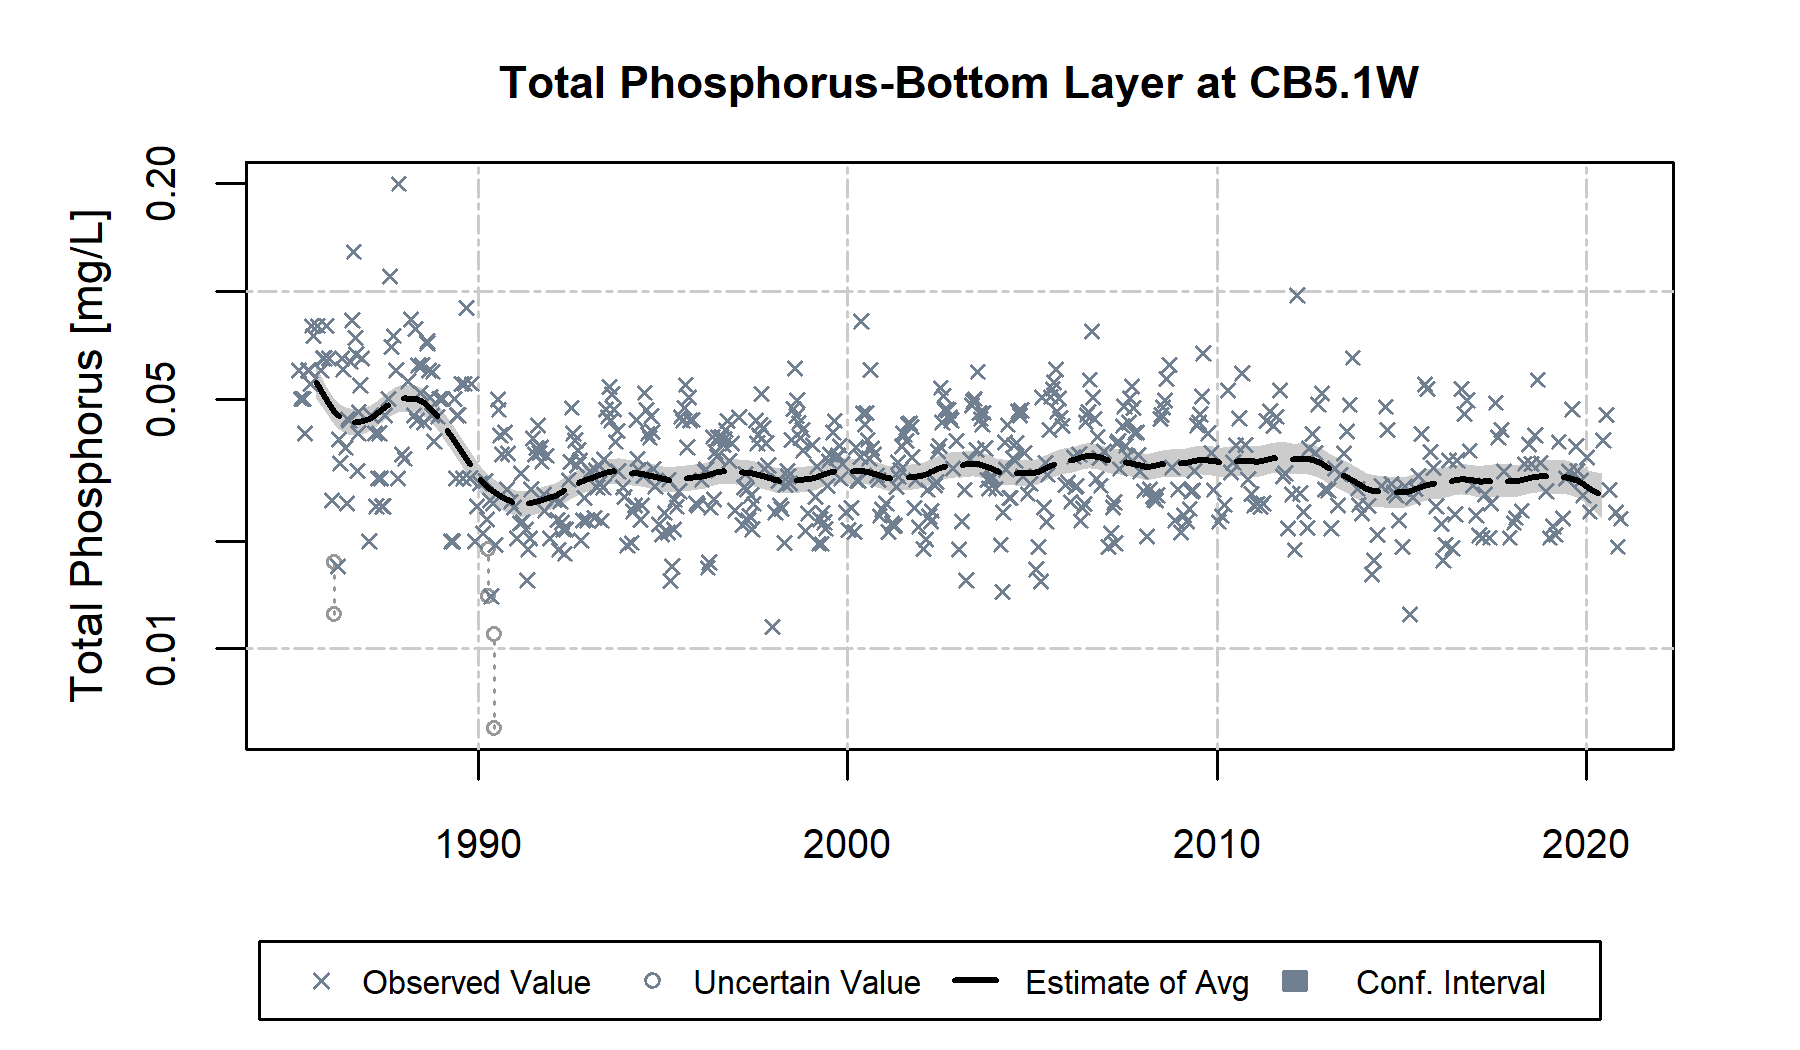 Total Phosphorus-Bottom Layer at CB5.1W
Total Phosphorus [mg/L]
0.20
0.05
0.01
1990 2000 2010 2020
Observed Value Uncertain Value Estimate of Avg Conf. Interval